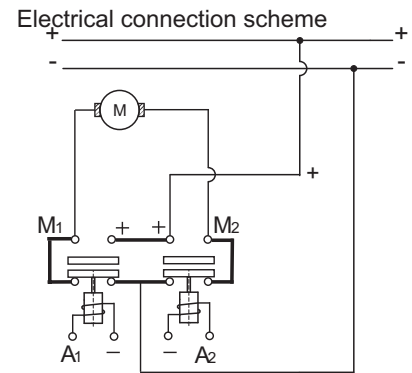 Electrical connection scheme
+ +
- -
M
+
M1 + + M2
A1 − − A2